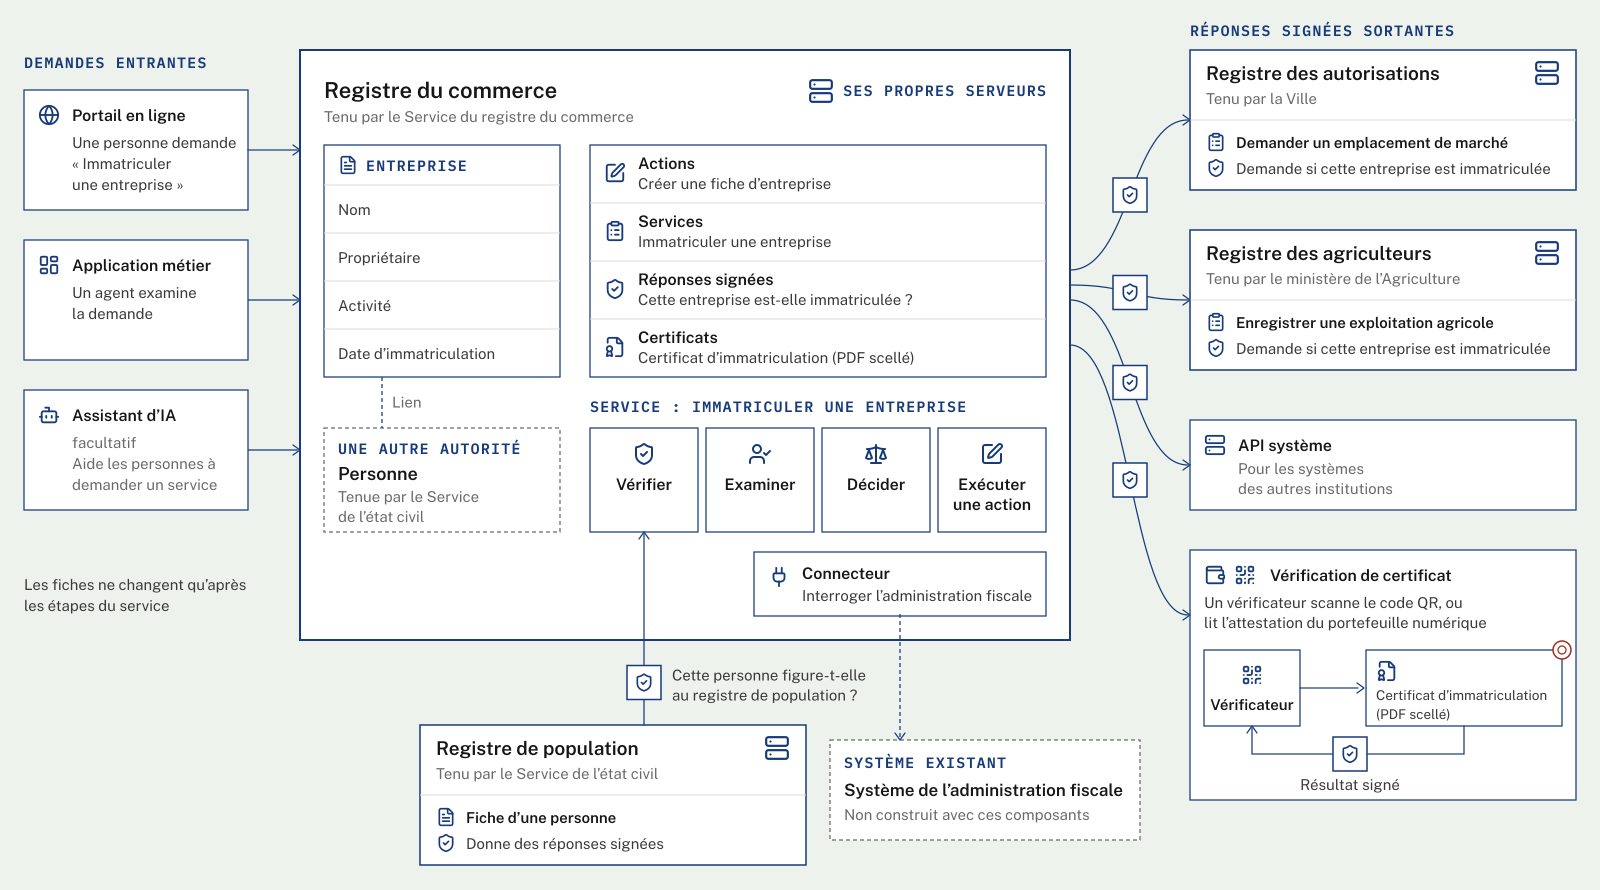 DEMANDES ENTRANTES
Portail en ligne
Une personne demande
« Immatriculer
une entreprise »
Application métier
Un agent examine
la demande
Assistant d’IA
facultatif
Aide les personnes à
demander un service
Les fiches ne changent qu’après
les étapes du service
Registre du commerce
Tenu par le Service du registre du commerce
SES PROPRES SERVEURS
ENTREPRISE
Nom
Propriétaire
Activité
Date d’immatriculation
Lien
UNE AUTRE AUTORITÉ
Personne
Tenue par le Service
de l’état civil
Actions
Créer une fiche d’entreprise
Services
Immatriculer une entreprise
Réponses signées
Cette entreprise est-elle immatriculée ?
Certificats
Certificat d’immatriculation (PDF scellé)
SERVICE : IMMATRICULER UNE ENTREPRISE
Vérifier
Examiner
Décider
Exécuter
une action
Connecteur
Interroger l’administration fiscale
Cette personne figure-t-elle
au registre de population ?
Registre de population
Tenu par le Service de l’état civil
Fiche d’une personne
Donne des réponses signées
SYSTÈME EXISTANT
Système de l’administration fiscale
Non construit avec ces composants
RÉPONSES SIGNÉES SORTANTES
Registre des autorisations
Tenu par la Ville
Demander un emplacement de marché
Demande si cette entreprise est immatriculée
Registre des agriculteurs
Tenu par le ministère de l’Agriculture
Enregistrer une exploitation agricole
Demande si cette entreprise est immatriculée
API système
Pour les systèmes
des autres institutions
Vérification de certificat
Un vérificateur scanne le code QR, ou
lit l’attestation du portefeuille numérique
Vérificateur
Certificat d’immatriculation
(PDF scellé)
Résultat signé